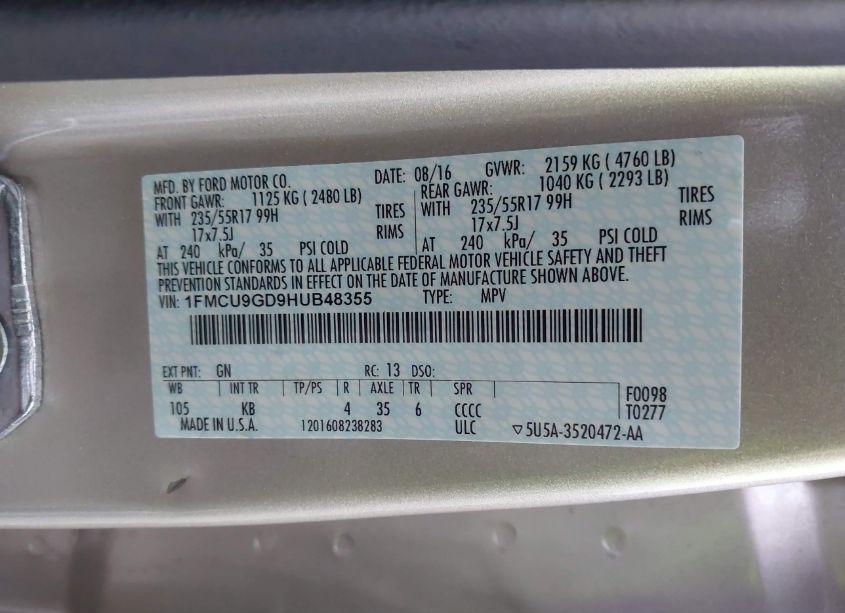 MFD. BY FORD MOTOR CO. DATE: 08/16 GVWR: 2159 KG ( 4760 LB)
FRONT GAWR: 1125 KG ( 2480 LB) REAR GAWR: 1040 KG ( 2293 LB)
WITH 235/55R17 99H TIRES WITH 235/55R17 99H TIRES
17x7.5J RIMS 17x7.5J RIMS
AT 240 kPa/ 35 PSI COLD AT 240 kPa/ 35 PSI COLD
THIS VEHICLE CONFORMS TO ALL APPLICABLE FEDERAL MOTOR VEHICLE SAFETY AND THEFT
PREVENTION STANDARDS IN EFFECT ON THE DATE OF MANUFACTURE SHOWN ABOVE.
VIN: 1FMCU9GD9HUB48355 TYPE: MPV
EXT PNT: GN RC: 13 DSO:
WB INT TR TP/PS R AXLE TR SPR F0098
105 KB 4 35 6 CCCC T0277
MADE IN U.S.A. 1201608238283 ULC ▽5U5A-3520472-AA